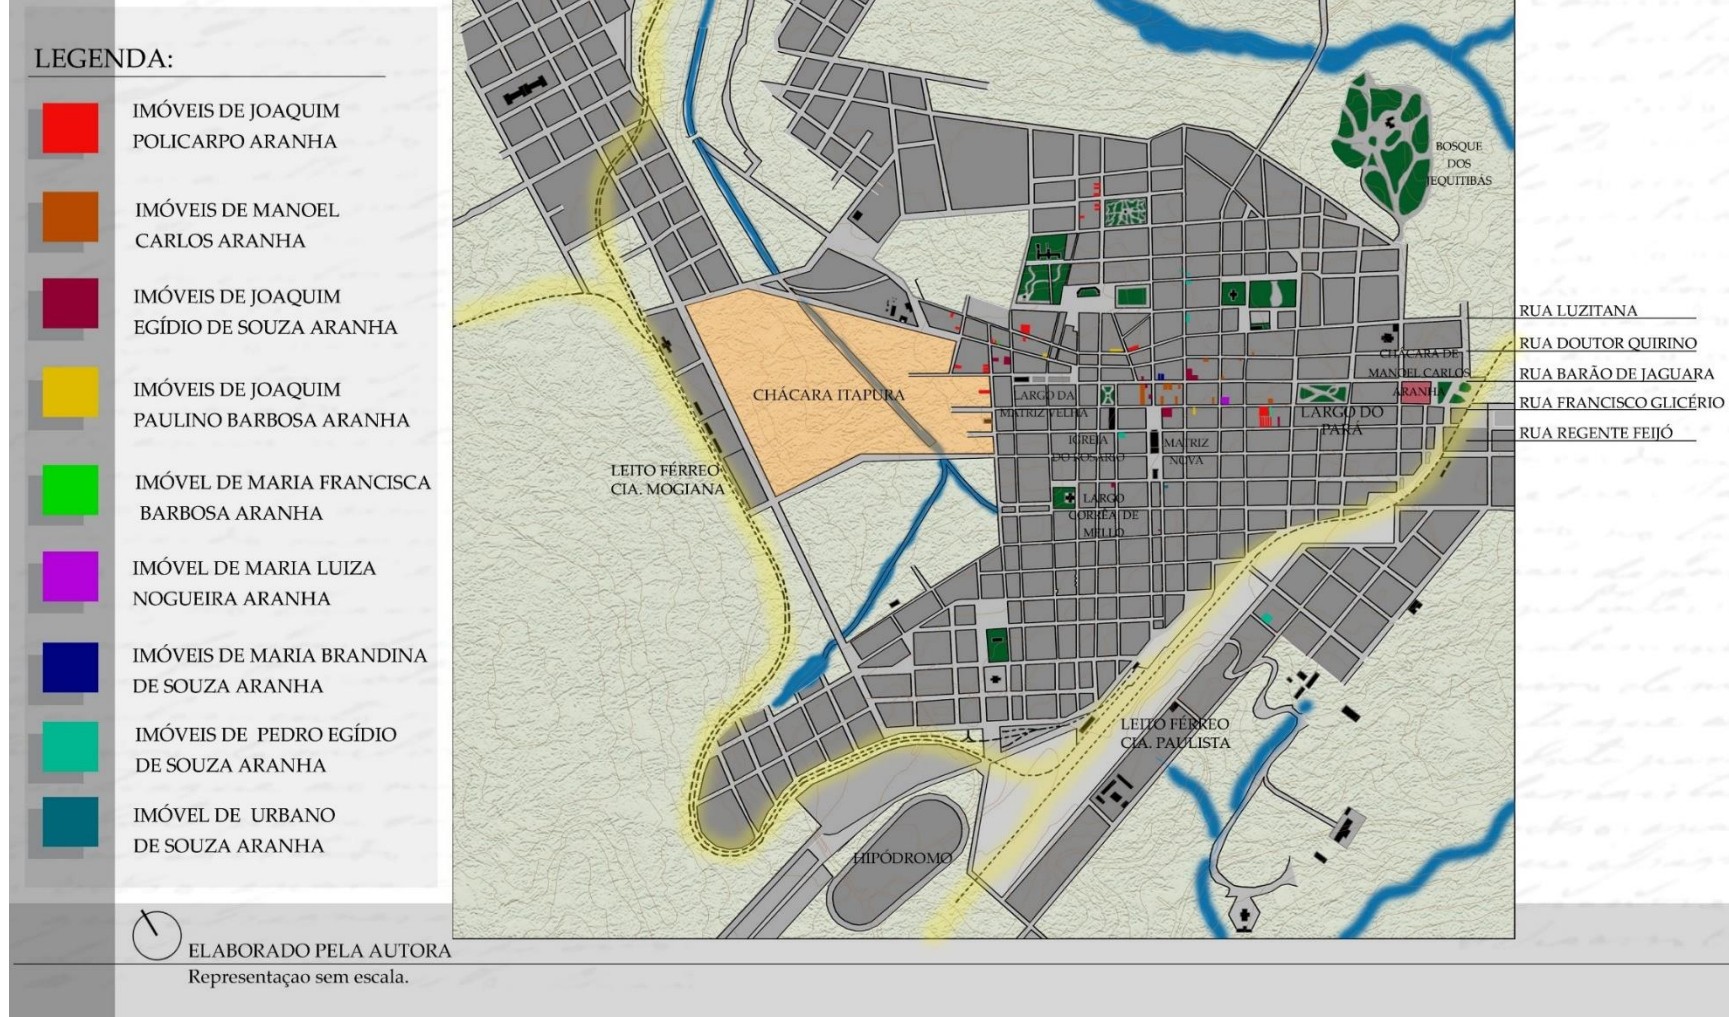 LEGENDA:
IMÓVEIS DE JOAQUIM
POLICARPO ARANHA
IMÓVEIS DE MANOEL
CARLOS ARANHA
IMÓVEIS DE JOAQUIM
EGÍDIO DE SOUZA ARANHA
IMÓVEIS DE JOAQUIM
PAULINO BARBOSA ARANHA
IMÓVEL DE MARIA FRANCISCA
BARBOSA ARANHA
IMÓVEL DE MARIA LUIZA
NOGUEIRA ARANHA
IMÓVEIS DE MARIA BRANDINA
DE SOUZA ARANHA
IMÓVEIS DE PEDRO EGÍDIO
DE SOUZA ARANHA
IMÓVEL DE URBANO
DE SOUZA ARANHA
ELABORADO PELA AUTORA
Representaçao sem escala.
BOSQUE
DOS
JEQUITIBÁS
CHÁCARA DE
MANOEL CARLOS
ARANHA
CHÁCARA ITAPURA
LARGO DA
MATRIZ VELHA
LARGO DO
PARÁ
IGREJA
DO ROSÁRIO
MATRIZ
NOVA
LEITO FÉRREO
CIA. MOGIANA
LARGO
CORRÊA DE
MELLO
LEITO FÉRREO
CIA. PAULISTA
HIPÓDROMO
RUA LUZITANA
RUA DOUTOR QUIRINO
RUA BARÃO DE JAGUARA
RUA FRANCISCO GLICÉRIO
RUA REGENTE FEIJÓ